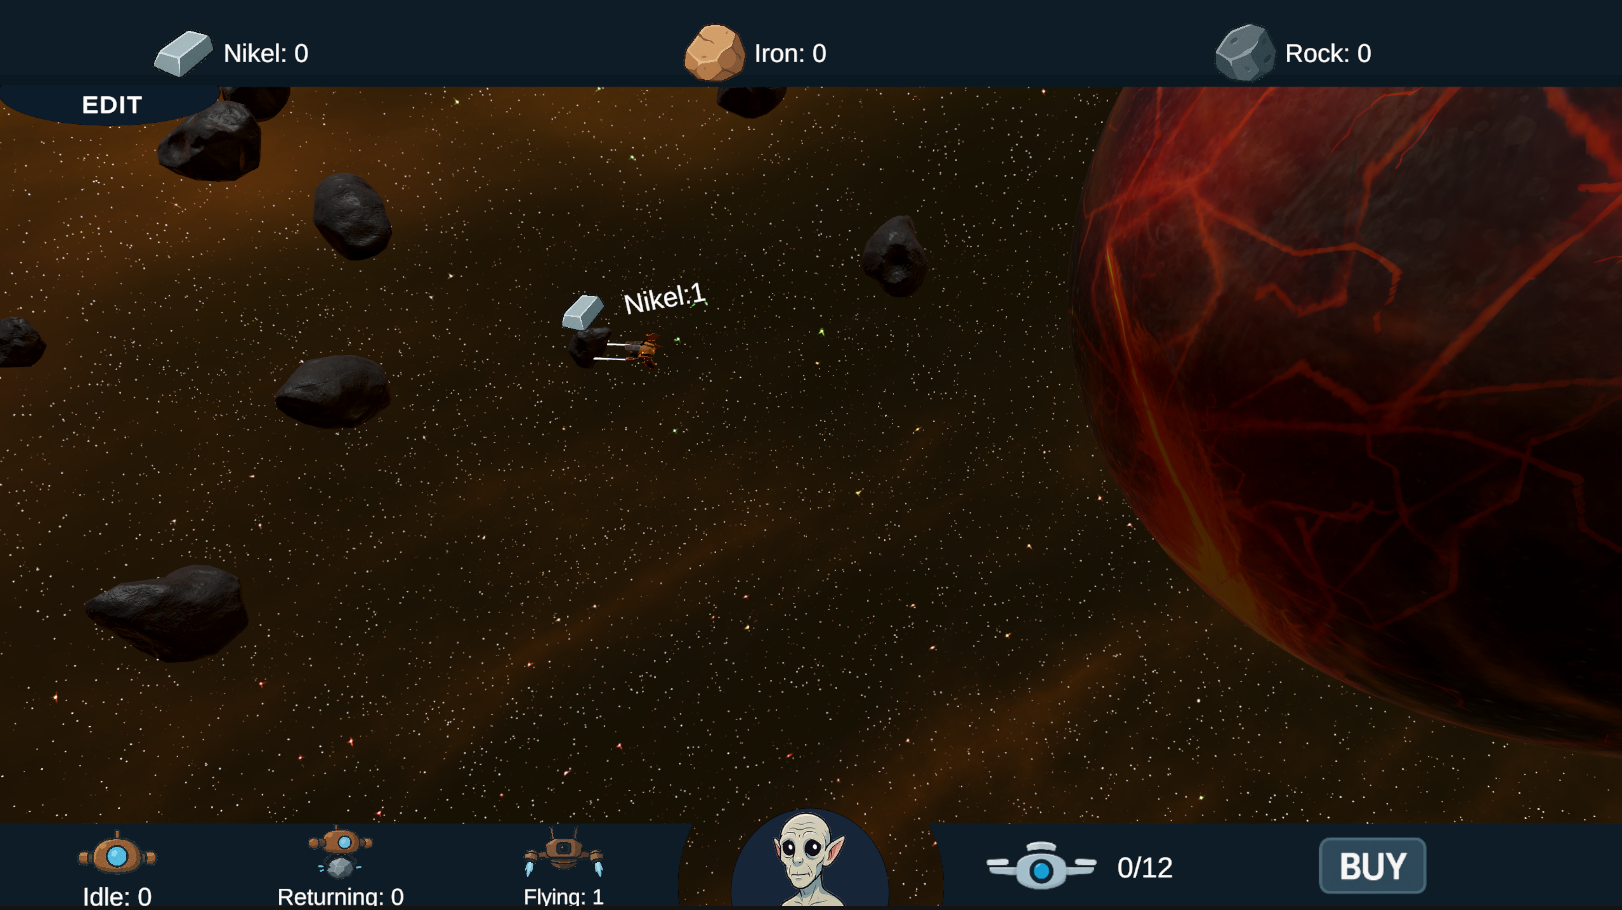 Nikel: 0
Iron: 0
Rock: 0
EDIT
Nikel:1
Idle: 0
Returning: 0
Flying: 1
0/12
BUY